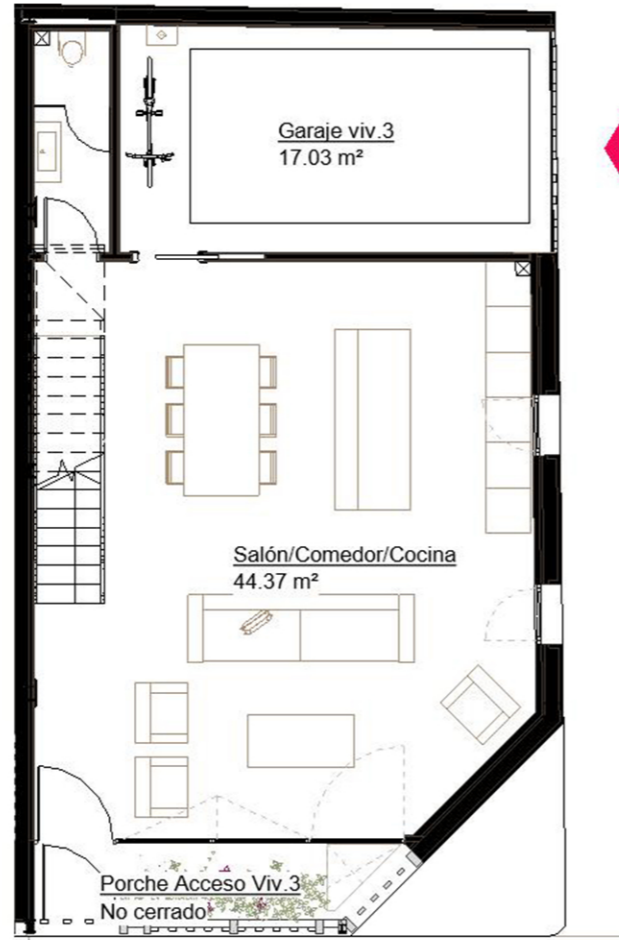 Garaje viv.3
17.03 m²
Salón/Comedor/Cocina
44.37 m²
Porche Acceso Viv.3
No cerrado